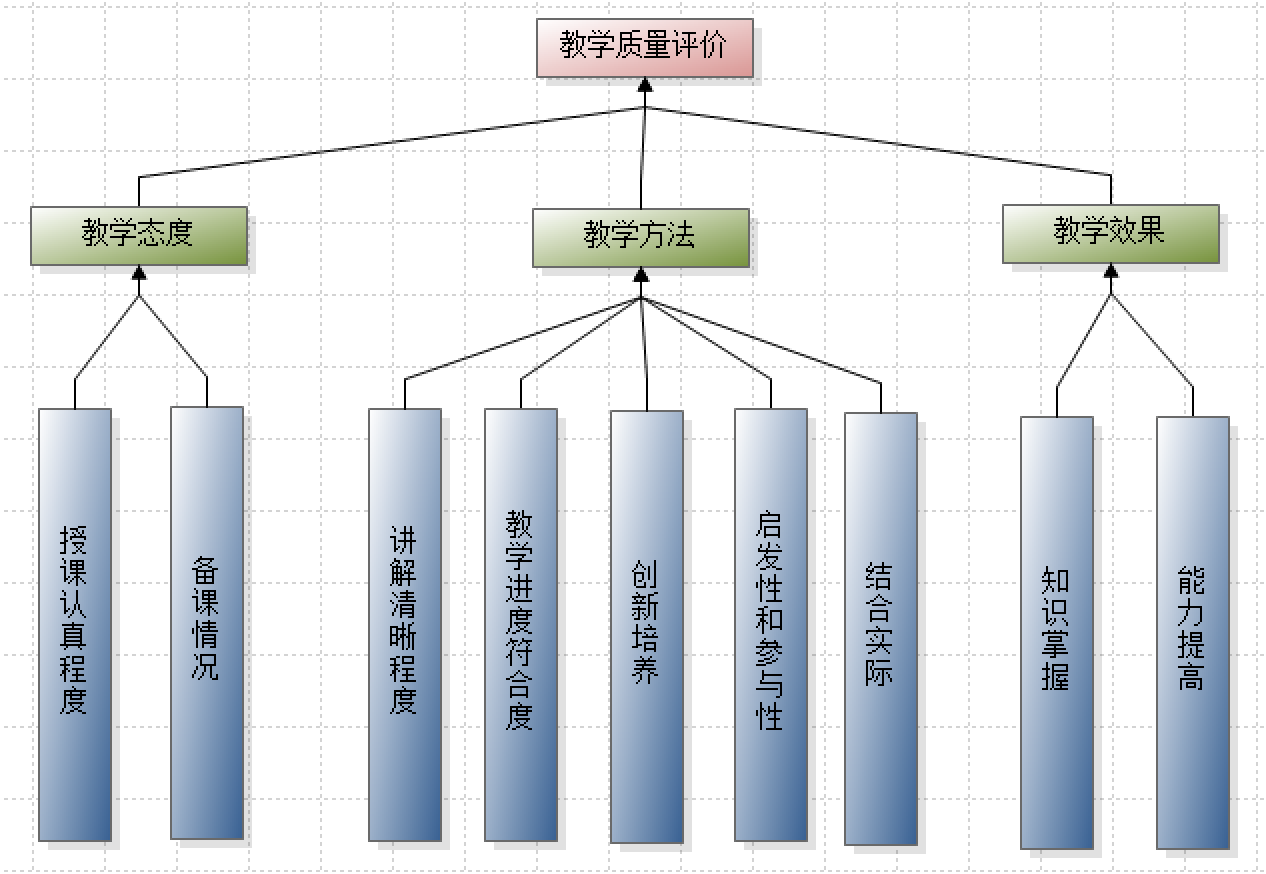 教学质量评价
教学态度
教学方法
教学效果
授课认真程度
备课情况
讲解清晰程度
教学进度符合度
创新培养
启发性和参与性
结合实际
知识掌握
能力提高